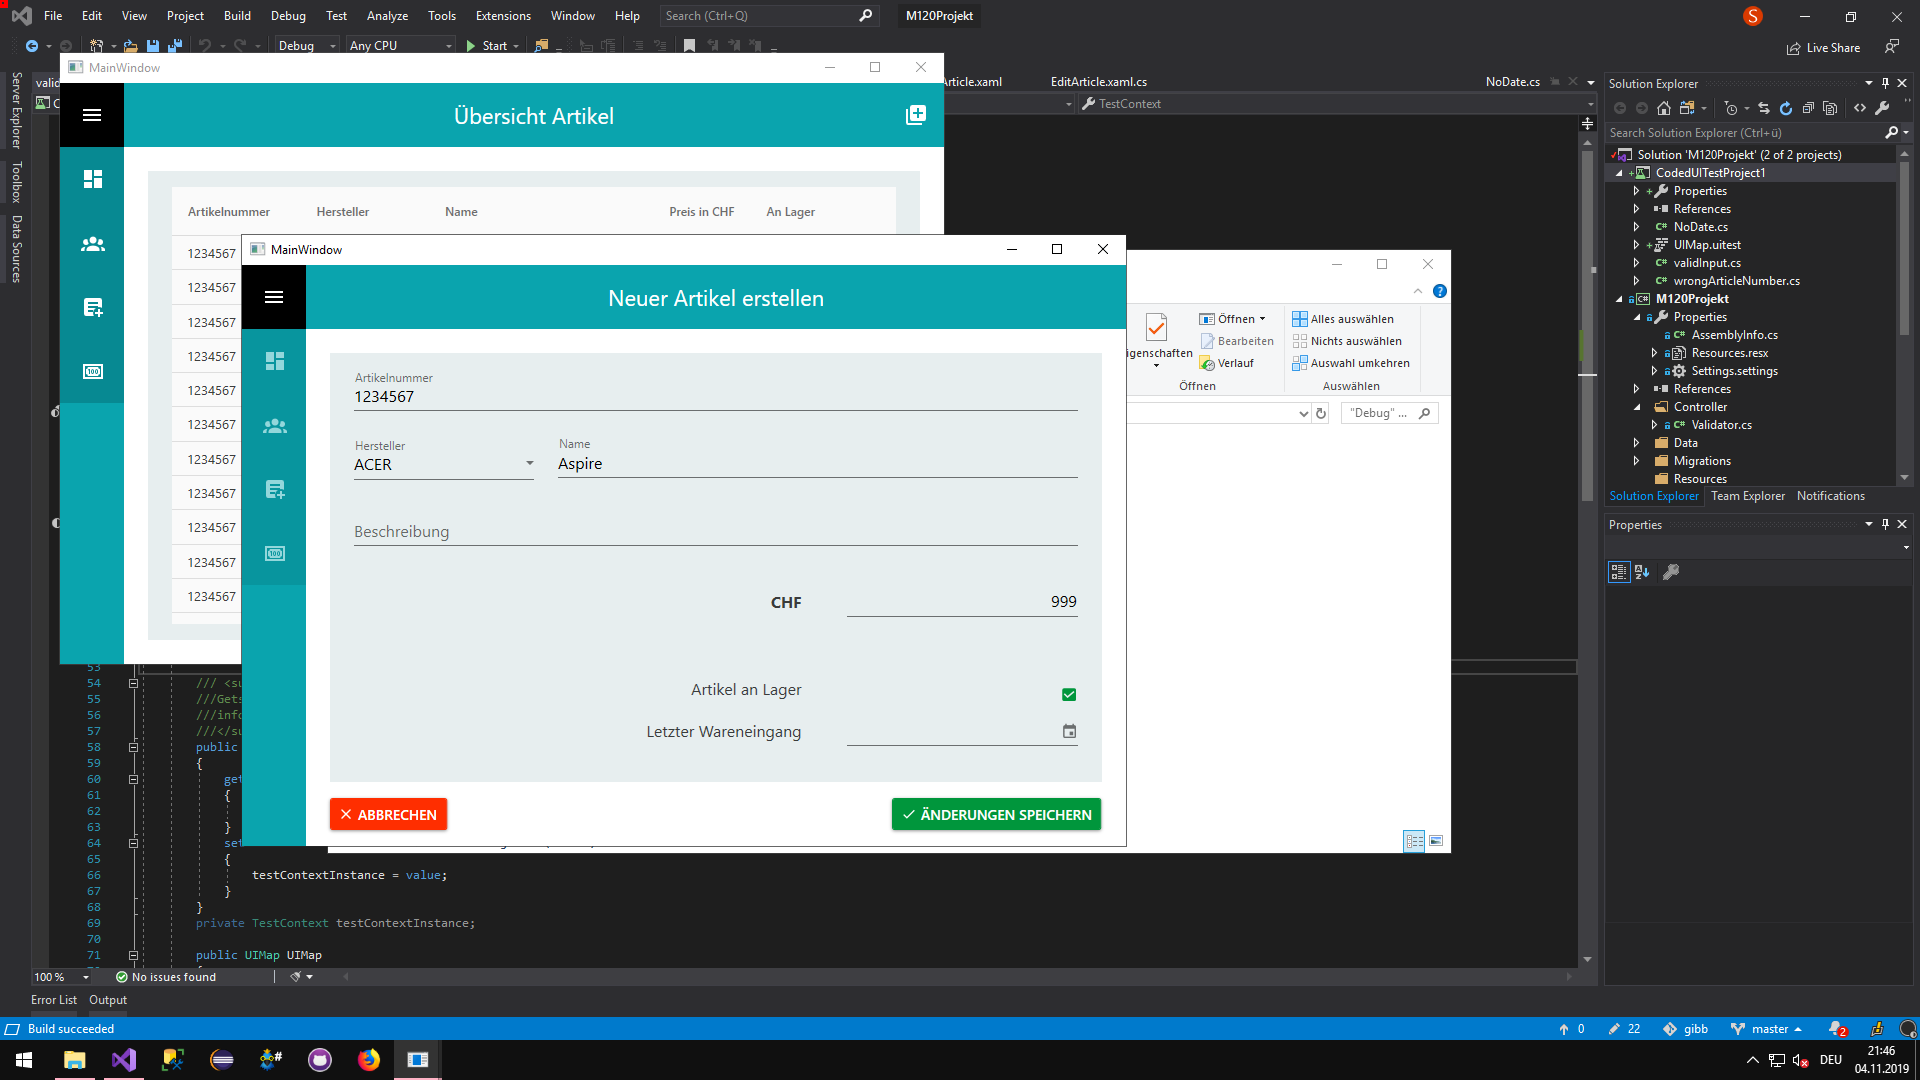 File Edit View Project Build Debug Test Analyze Tools Extensions Window Help Search (Ctrl+Q) M120Projekt S
Debug Any CPU Start Live Share
MainWindow
Article.xaml EditArticle.xaml.cs NoDate.cs
TestContext
Server Explorer
Toolbox
Data Sources
Übersicht Artikel
Artikelnummer Hersteller Name Preis in CHF An Lager
1234567
1234567
1234567
1234567
1234567
1234567
1234567
1234567
1234567
1234567
1234567
MainWindow
Neuer Artikel erstellen
Artikelnummer
1234567
Hersteller
ACER
Name
Aspire
Beschreibung
CHF 999
Artikel an Lager
Letzter Wareneingang
ABBRECHEN
ÄNDERUNGEN SPEICHERN
igenschaften
Öffnen
Bearbeiten
Verlauf
Öffnen
Alles auswählen
Nichts auswählen
Auswahl umkehren
Auswählen
"Debug" ...
53
54 /// <su
55 ///Gets
56 ///info
57 ///</su
58 public
59 {
60 get
61 {
62
63 }
64 set
65 {
66 testContextInstance = value;
67 }
68 }
69 private TestContext testContextInstance;
70
71 public UIMap UIMap
100 % No issues found
Error List Output
Build succeeded 0 22 gibb master 2
Solution Explorer
Search Solution Explorer (Ctrl+ü)
Solution 'M120Projekt' (2 of 2 projects)
CodedUITestProject1
Properties
References
NoDate.cs
UIMap.uitest
validInput.cs
wrongArticleNumber.cs
M120Projekt
Properties
AssemblyInfo.cs
Resources.resx
Settings.settings
References
Controller
Validator.cs
Data
Migrations
Resources
Solution Explorer Team Explorer Notifications
Properties
DEU
21:46
04.11.2019